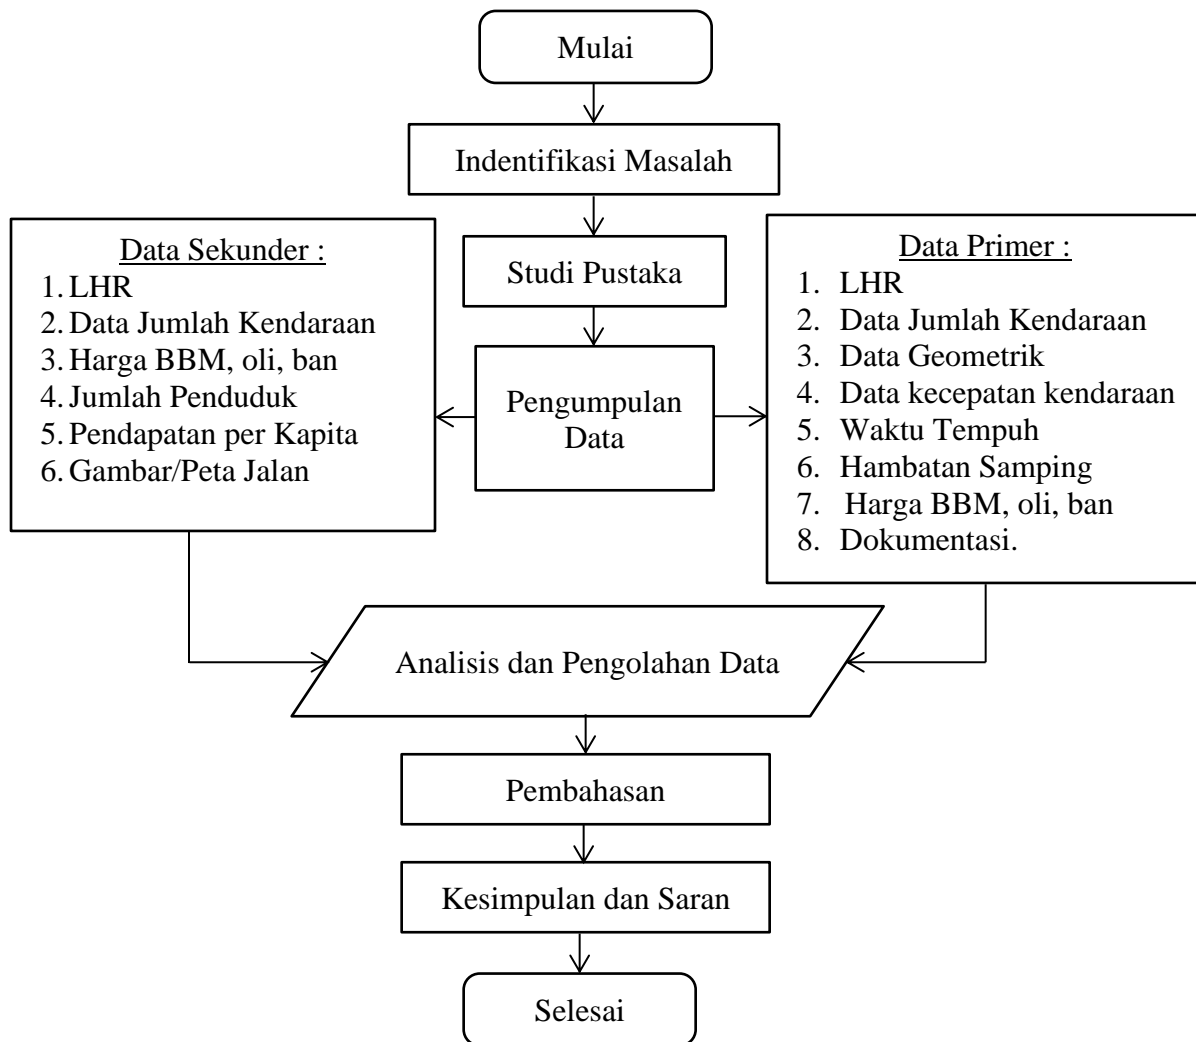 Mulai
Indentifikasi Masalah
Studi Pustaka
Pengumpulan
Data
Data Sekunder :
1. LHR
2. Data Jumlah Kendaraan
3. Harga BBM, oli, ban
4. Jumlah Penduduk
5. Pendapatan per Kapita
6. Gambar/Peta Jalan
Data Primer :
1. LHR
2. Data Jumlah Kendaraan
3. Data Geometrik
4. Data kecepatan kendaraan
5. Waktu Tempuh
6. Hambatan Samping
7. Harga BBM, oli, ban
8. Dokumentasi.
Analisis dan Pengolahan Data
Pembahasan
Kesimpulan dan Saran
Selesai